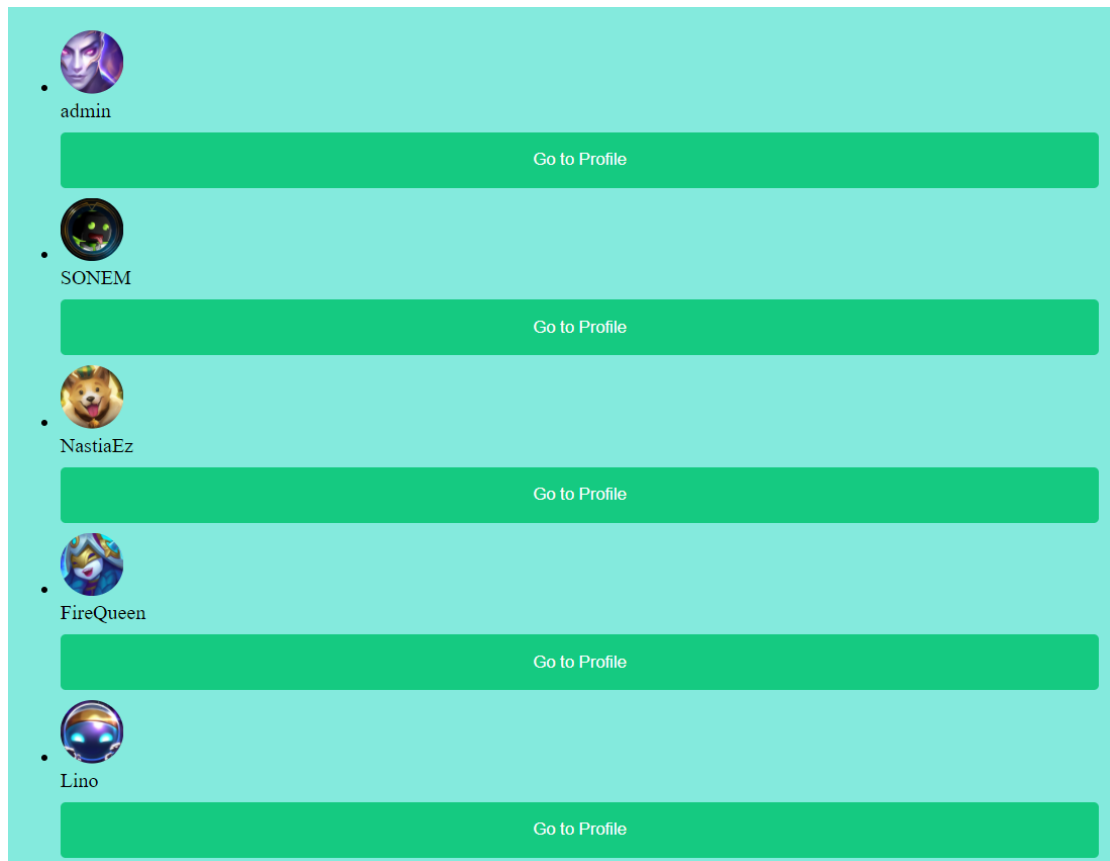 admin
Go to Profile
SONEM
Go to Profile
NastiaEz
Go to Profile
FireQueen
Go to Profile
Lino
Go to Profile